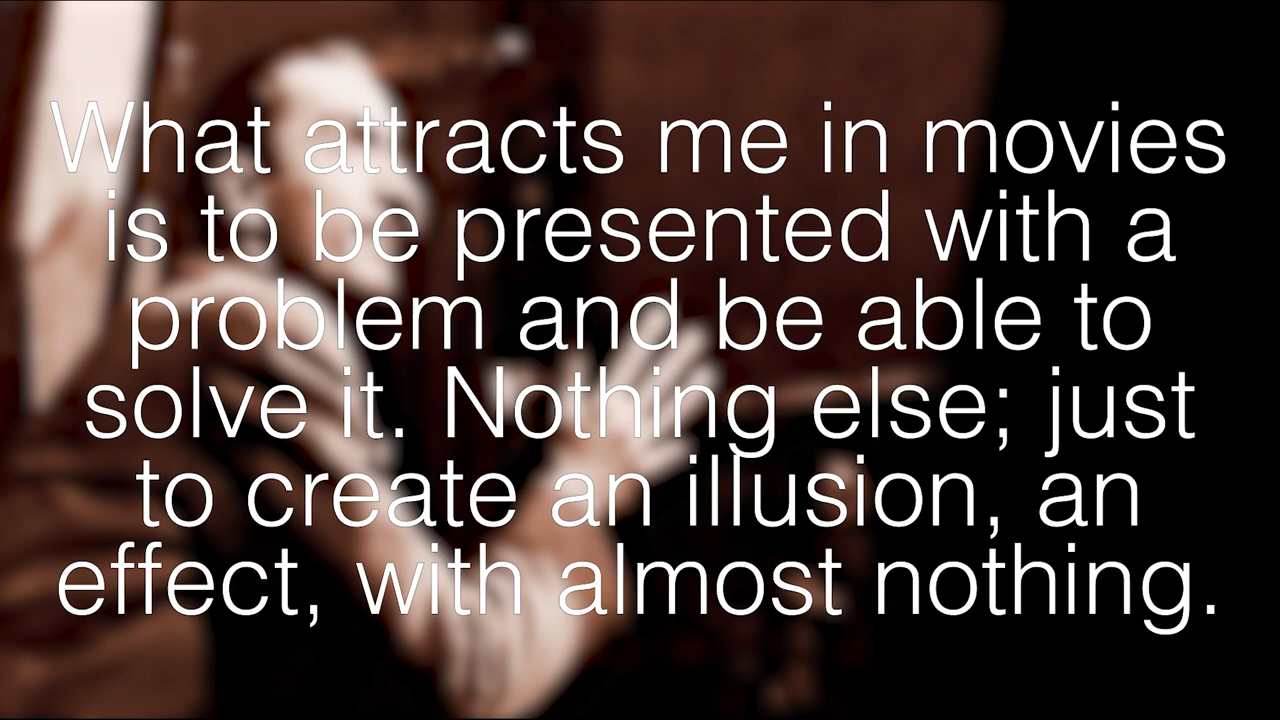 What attracts me in movies
is to be presented with a
problem and be able to
solve it. Nothing else; just
to create an illusion, an
effect, with almost nothing.